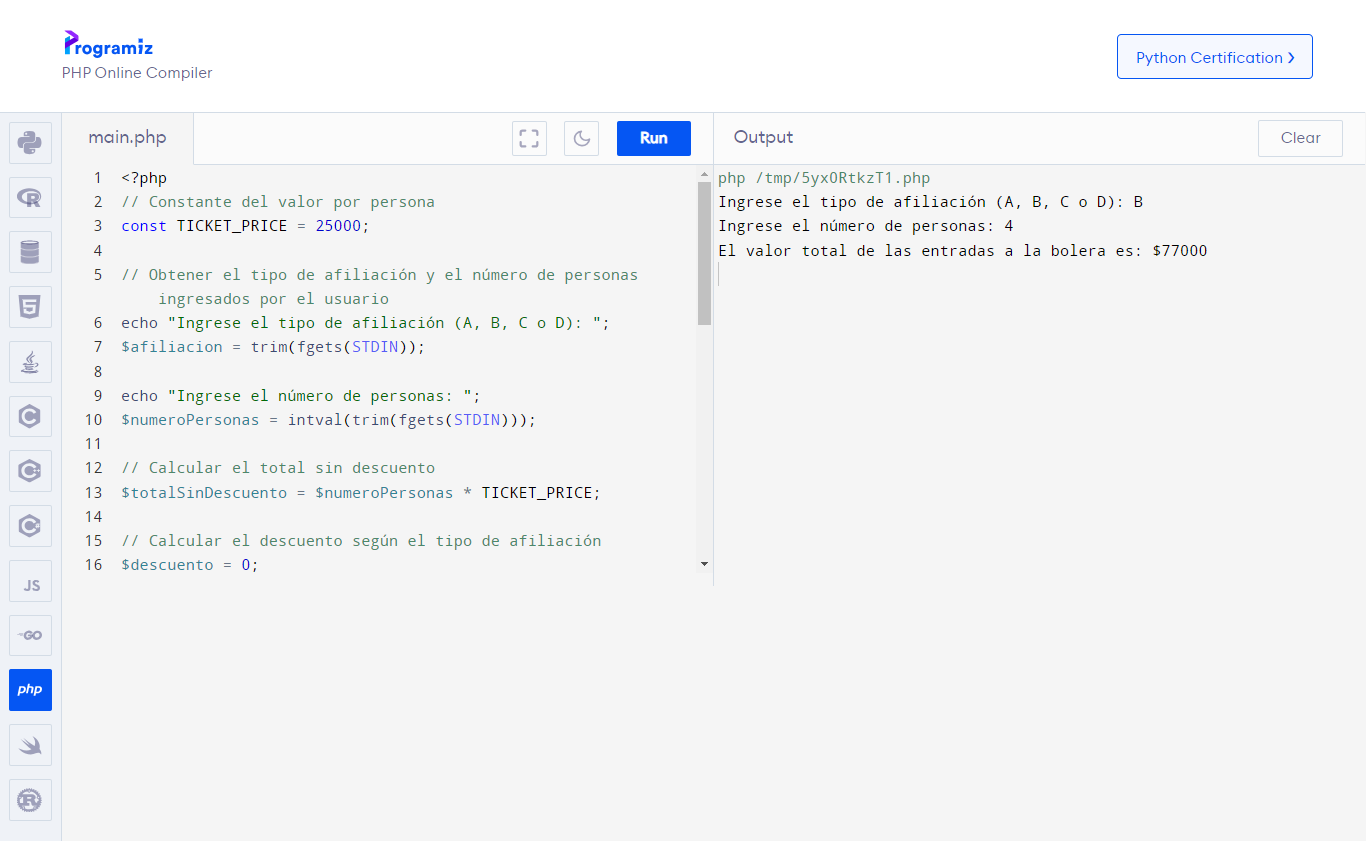 Programiz
PHP Online Compiler
Python Certification
main.php
Run
Output
Clear
1 <?php
2 // Constante del valor por persona
3 const TICKET_PRICE = 25000;
4
5 // Obtener el tipo de afiliación y el número de personas
ingresados por el usuario
6 echo "Ingrese el tipo de afiliación (A, B, C o D): ";
7 $afiliacion = trim(fgets(STDIN));
8
9 echo "Ingrese el número de personas: ";
10 $numeroPersonas = intval(trim(fgets(STDIN)));
11
12 // Calcular el total sin descuento
13 $totalSinDescuento = $numeroPersonas * TICKET_PRICE;
14
15 // Calcular el descuento según el tipo de afiliación
16 $descuento = 0;
php /tmp/5yx0RtkzT1.php
Ingrese el tipo de afiliación (A, B, C o D): B
Ingrese el número de personas: 4
El valor total de las entradas a la bolera es: $77000
R
5
C
C++
C#
JS
GO
php
R